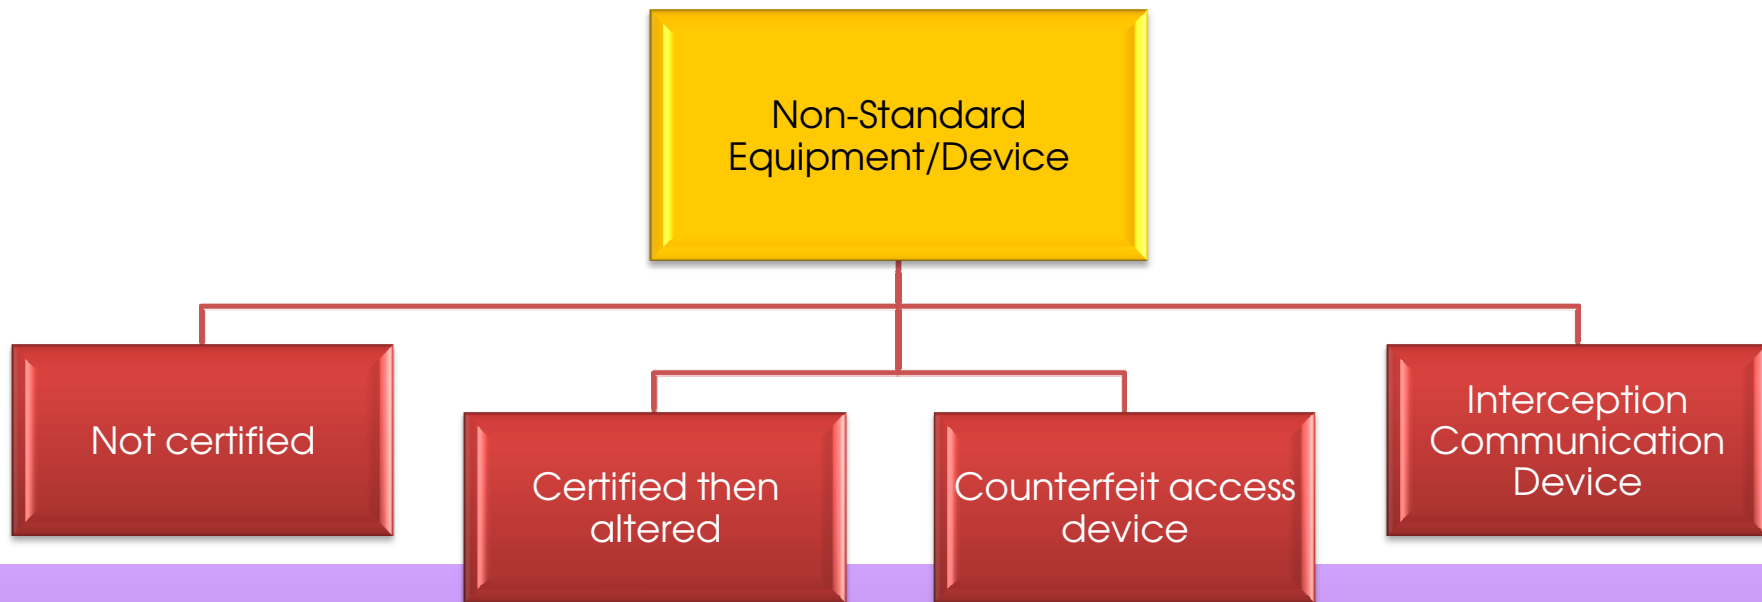 Non-Standard
Equipment/Device
Not certified
Certified then
altered
Counterfeit access
device
Interception
Communication
Device